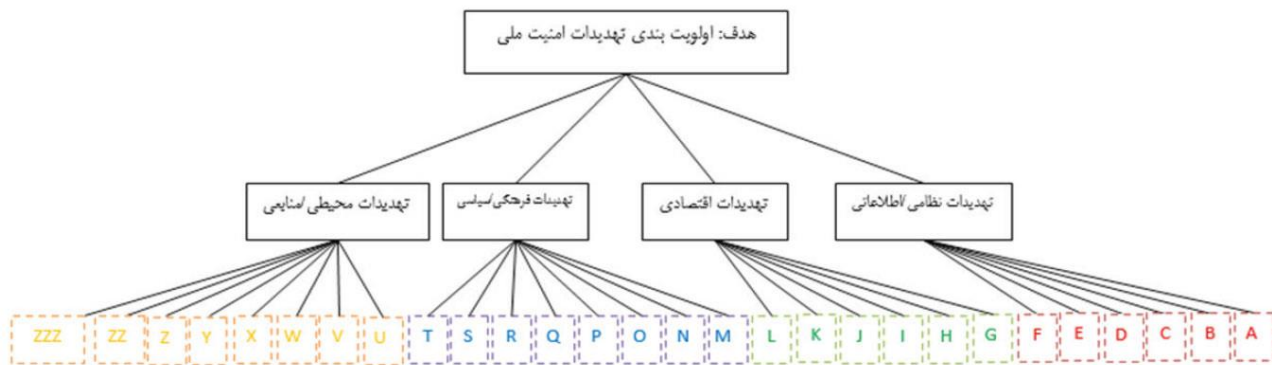 هدف: اولویت بندی تهدیدات امنیت ملی
تهدیدات نظامی/اطلاعاتی تهدیدات اقتصادی تهدیدات فرهنگی/سیاسی تهدیدات محیطی/منابعی
A B C D E F G H I J K L M N O P Q R S T U V W X Y Z ZZ ZZZ